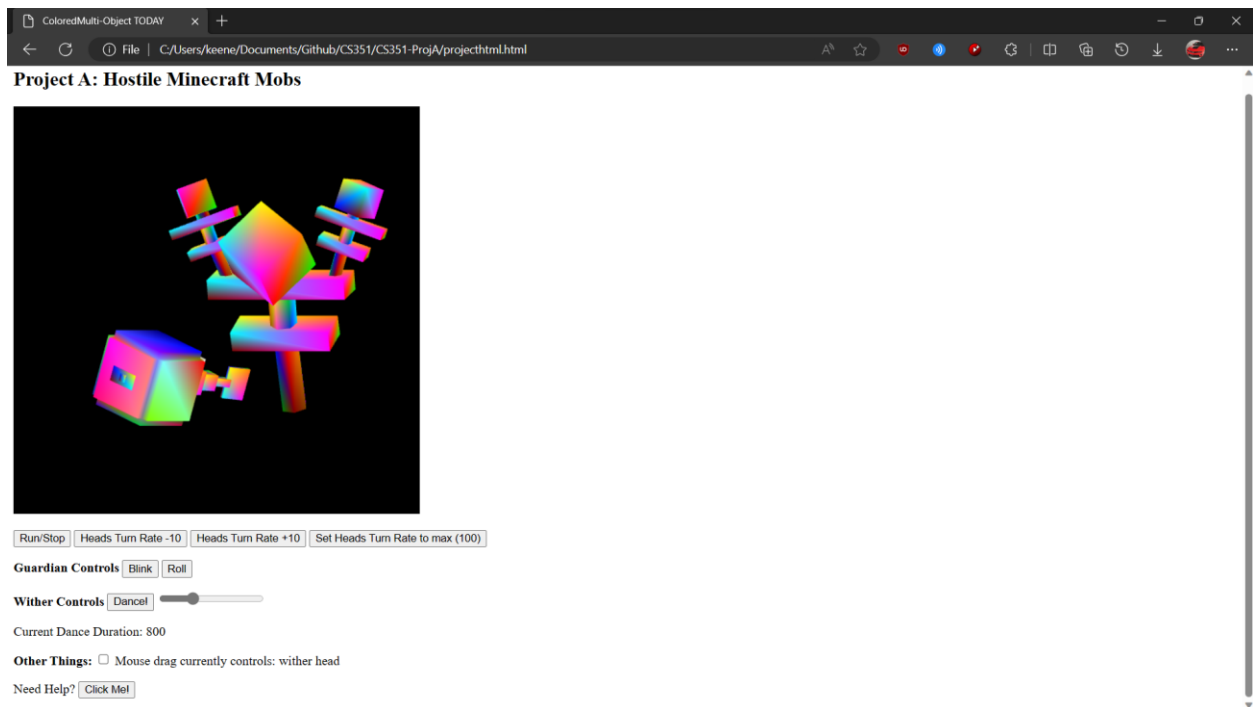 ColoredMulti-Object TODAY
File | C:/Users/keene/Documents/Github/CS351/CS351-ProjA/projecthtml.html
Project A: Hostile Minecraft Mobs
Run/Stop Heads Turn Rate -10 Heads Turn Rate +10 Set Heads Turn Rate to max (100)
Guardian Controls Blink Roll
Wither Controls Dance!
Current Dance Duration: 800
Other Things: Mouse drag currently controls: wither head
Need Help? Click Me!